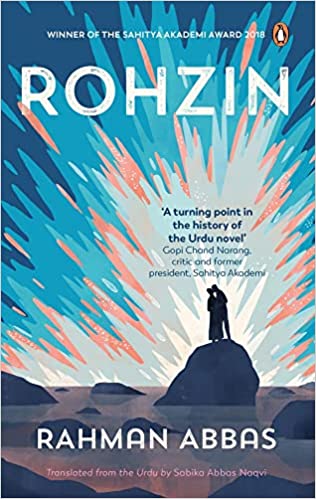 WINNER OF THE SAHITYA AKADEMI AWARD 2018
ROHZIN
'A turning point in
the history of
the Urdu novel'
Gopi Chand Narang,
critic and former
president, Sahitya Akademi
RAHMAN ABBAS
Translated from the Urdu by Sabika Abbas Naqvi